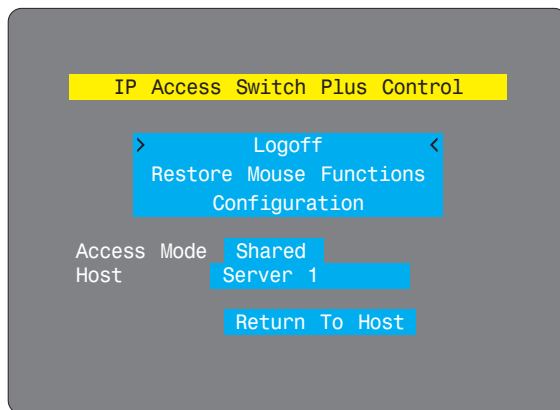 IP Access Switch Plus Control
> Logoff <
Restore Mouse Functions
Configuration
Access Mode Shared
Host Server 1
Return To Host